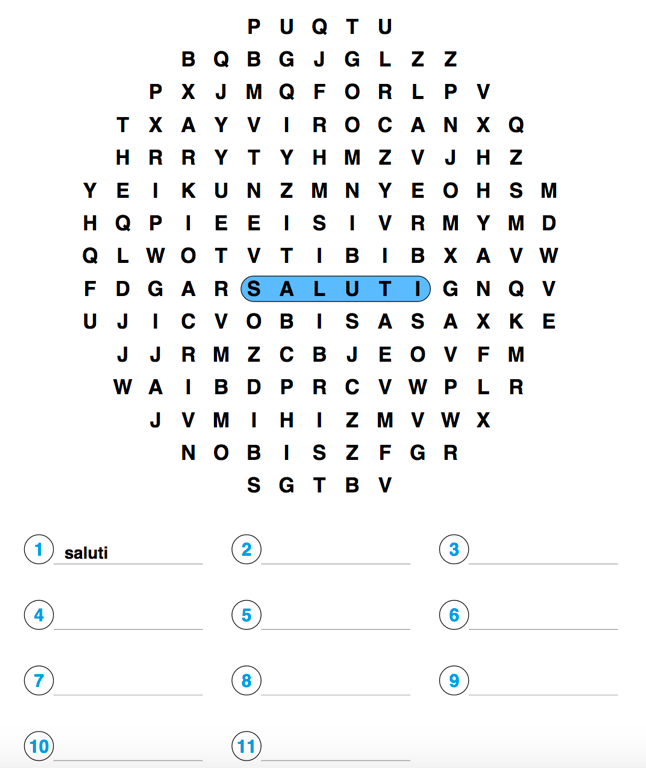 P U Q T U
B Q B G J G L Z Z
P X J M Q F O R L P V
T X A Y V I R O C A N X Q
H R R Y T Y H M Z V J H Z
Y E I K U N Z M N Y E O H S M
H Q P I E E I S I V R M Y M D
Q L W O T V T I B I B X A V W
F D G A R S A L U T I G N Q V
U J I C V O B I S A S A X K E
J J R M Z C B J E O V F M
W A I B D P R C V W P L R
J V M I H I Z M V W X
N O B I S Z F G R
S G T B V
1 saluti 2 3
4 5 6
7 8 9
10 11